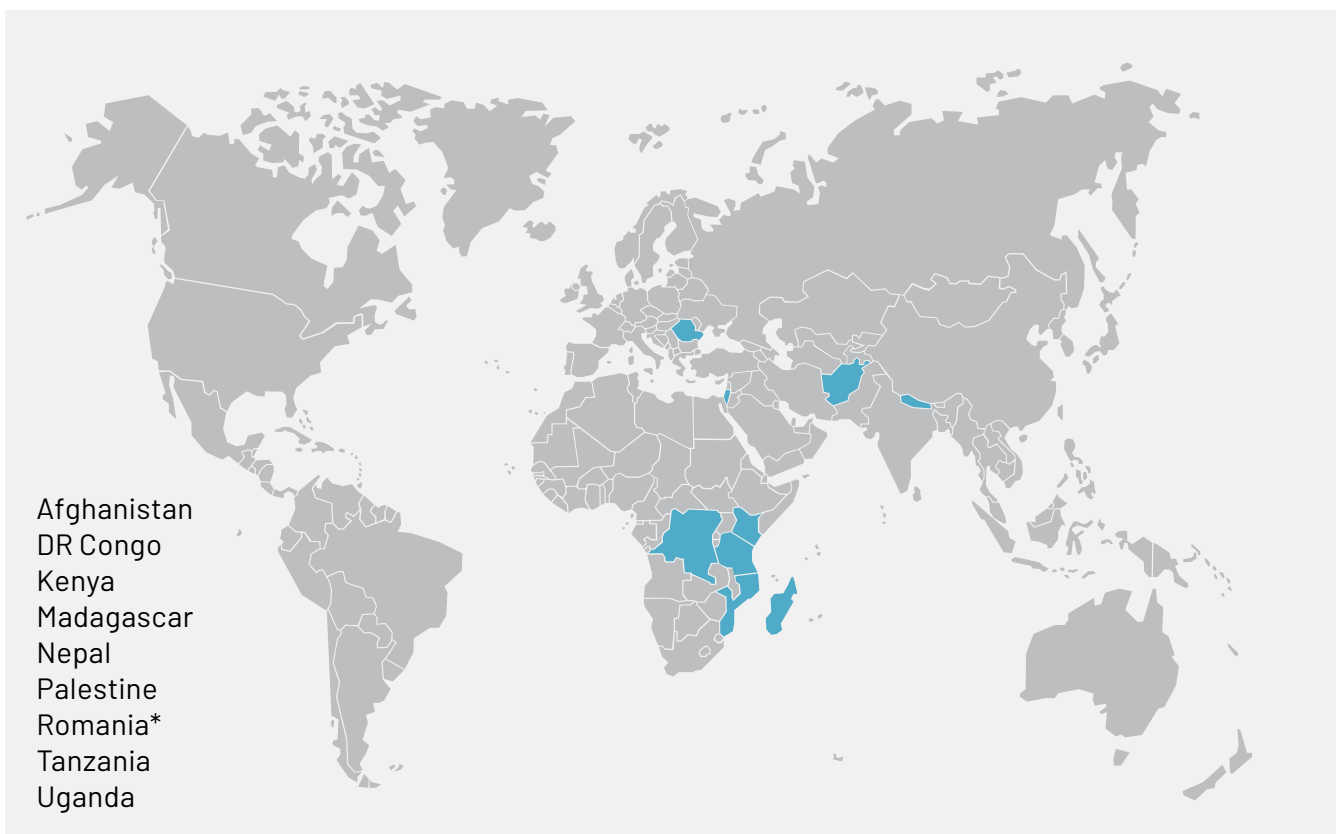 Afghanistan
DR Congo
Kenya
Madagascar
Nepal
Palestine
Romania*
Tanzania
Uganda